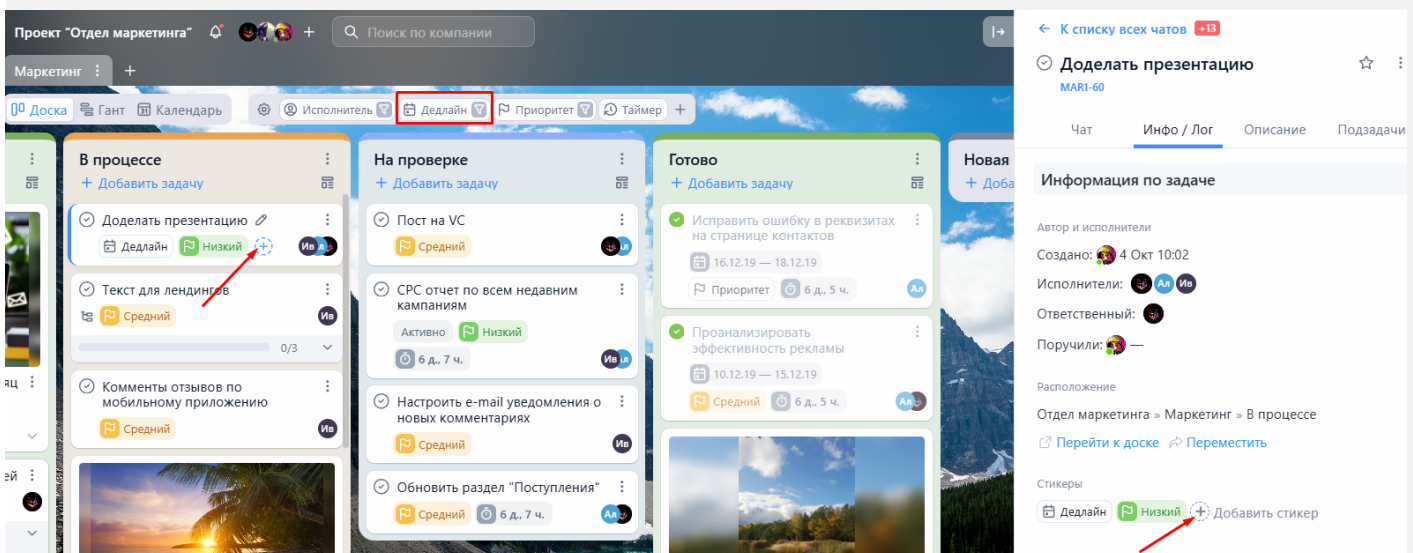 Проект "Отдел маркетинга"
+
Поиск по компании
Маркетинг
+
Доска
Гант
31
Календарь
Исполнитель
Дедлайн
Приоритет
Таймер
+
В процессе
+ Добавить задачу
Доделать презентацию
Дедлайн
Низкий
+
Ив
л
Текст для лендингов
Средний
Ив
0/3
Комменты отзывов по
мобильному приложению
Средний
Ив
яц
ей
На проверке
+ Добавить задачу
Пост на VC
Средний
л
CPC отчет по всем недавним
кампаниям
Активно
Низкий
6 д., 7 ч.
Ив
л
Настроить e-mail уведомления о
новых комментариях
Средний
Ив
Обновить раздел "Поступления"
Средний
6 д., 7 ч.
Ал
Готово
+ Добавить задачу
Исправить ошибку в реквизитах
на странице контактов
16.12.19 — 18.12.19
Приоритет
6 д., 5 ч.
Ал
Проанализировать
эффективность рекламы
10.12.19 — 15.12.19
Средний
6 д., 5 ч.
Ал
Новая
+ Доба
← К списку всех чатов +13
Доделать презентацию
MAR1-60
Чат
Инфо / Лог
Описание
Подзадачи
Информация по задаче
Автор и исполнители
Создано: 4 Окт 10:02
Исполнители: Ал Ив
Ответственный:
Поручили: —
Расположение
Отдел маркетинга » Маркетинг » В процессе
Перейти к доске Переместить
Стикеры
Дедлайн
Низкий
+ Добавить стикер